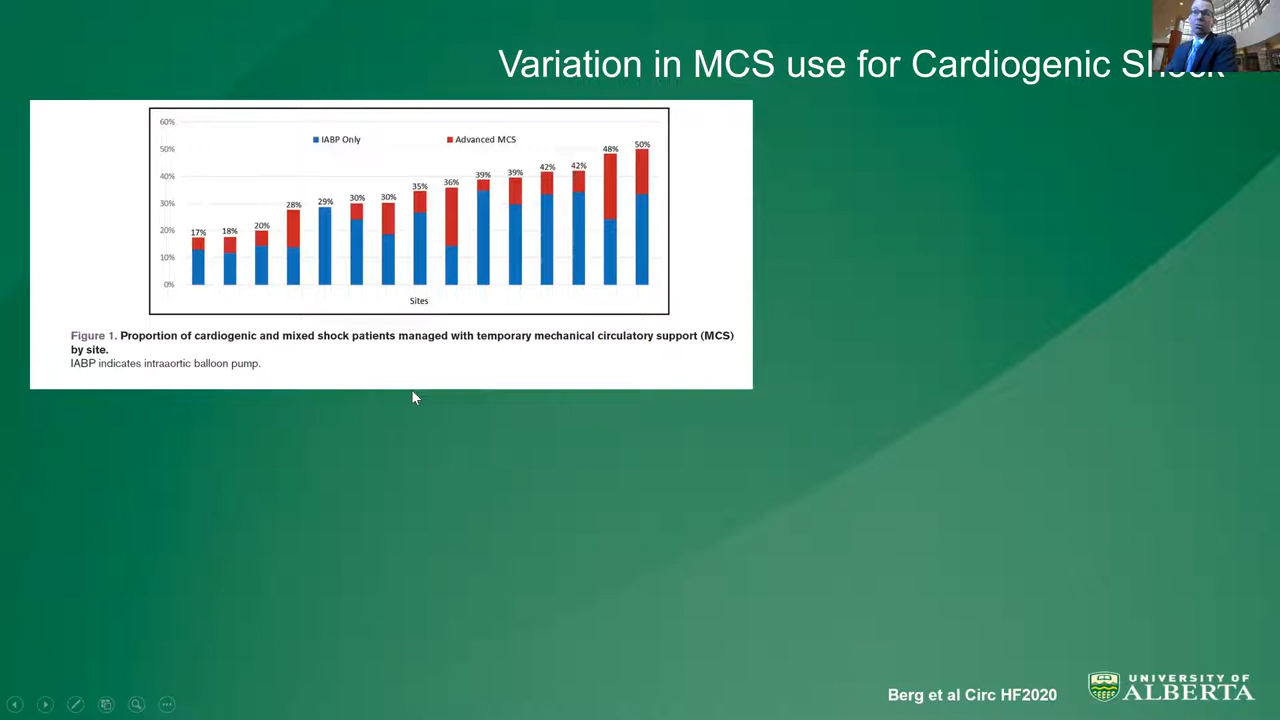 Variation in MCS use for Cardiogenic Shock
60%
50%
40%
30%
20%
10%
0%
IABP Only
Advanced MCS
17%
18%
20%
28%
29%
30%
30%
35%
36%
39%
39%
42%
42%
48%
50%
Sites
Figure 1. Proportion of cardiogenic and mixed shock patients managed with temporary mechanical circulatory support (MCS)
by site.
IABP indicates intraaortic balloon pump.
Berg et al Circ HF2020
UNIVERSITY OF
ALBERTA